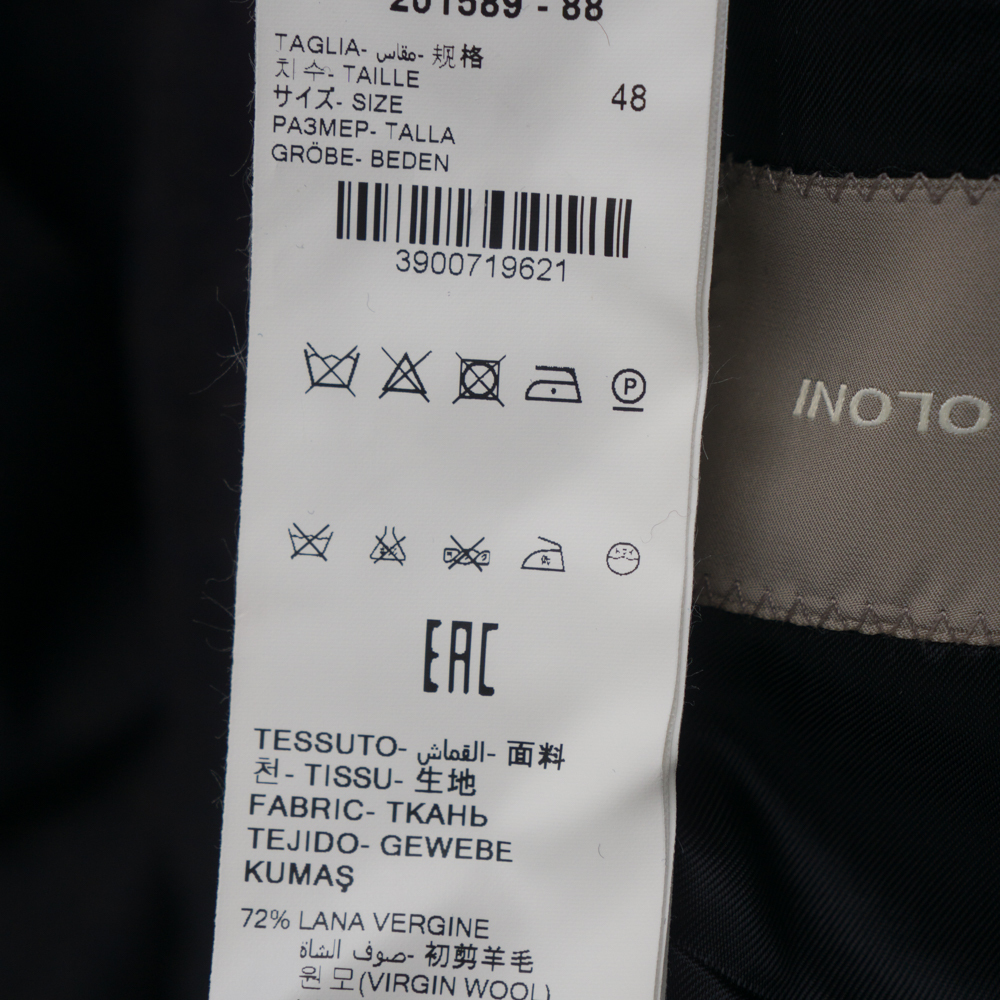 201589 - 88
TAGLIA- مقاس- 规格
치 수- TAILLE
サイズ- SIZE
48
РАЗМЕР- TALLA
GRÖBE- BEDEN
3900719621
P
OLONI
EAC
TESSUTO- القماش- 面料
천- TISSU- 生地
FABRIC- ТКАНЬ
TEJIDO- GEWEBE
KUMAŞ
72% LANA VERGINE
صوف الشاة- 初剪羊毛
원 모(VIRGIN WOOL)